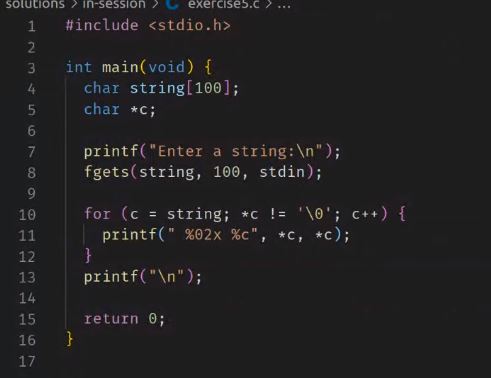 solutions > in-session > C exercise5.c > ...
1 #include <stdio.h>
2
3 int main(void) {
4   char string[100];
5   char *c;
6
7   printf("Enter a string:\n");
8   fgets(string, 100, stdin);
9
10   for (c = string; *c != '\0'; c++) {
11     printf(" %02x %c", *c, *c);
12   }
13   printf("\n");
14
15   return 0;
16 }
17